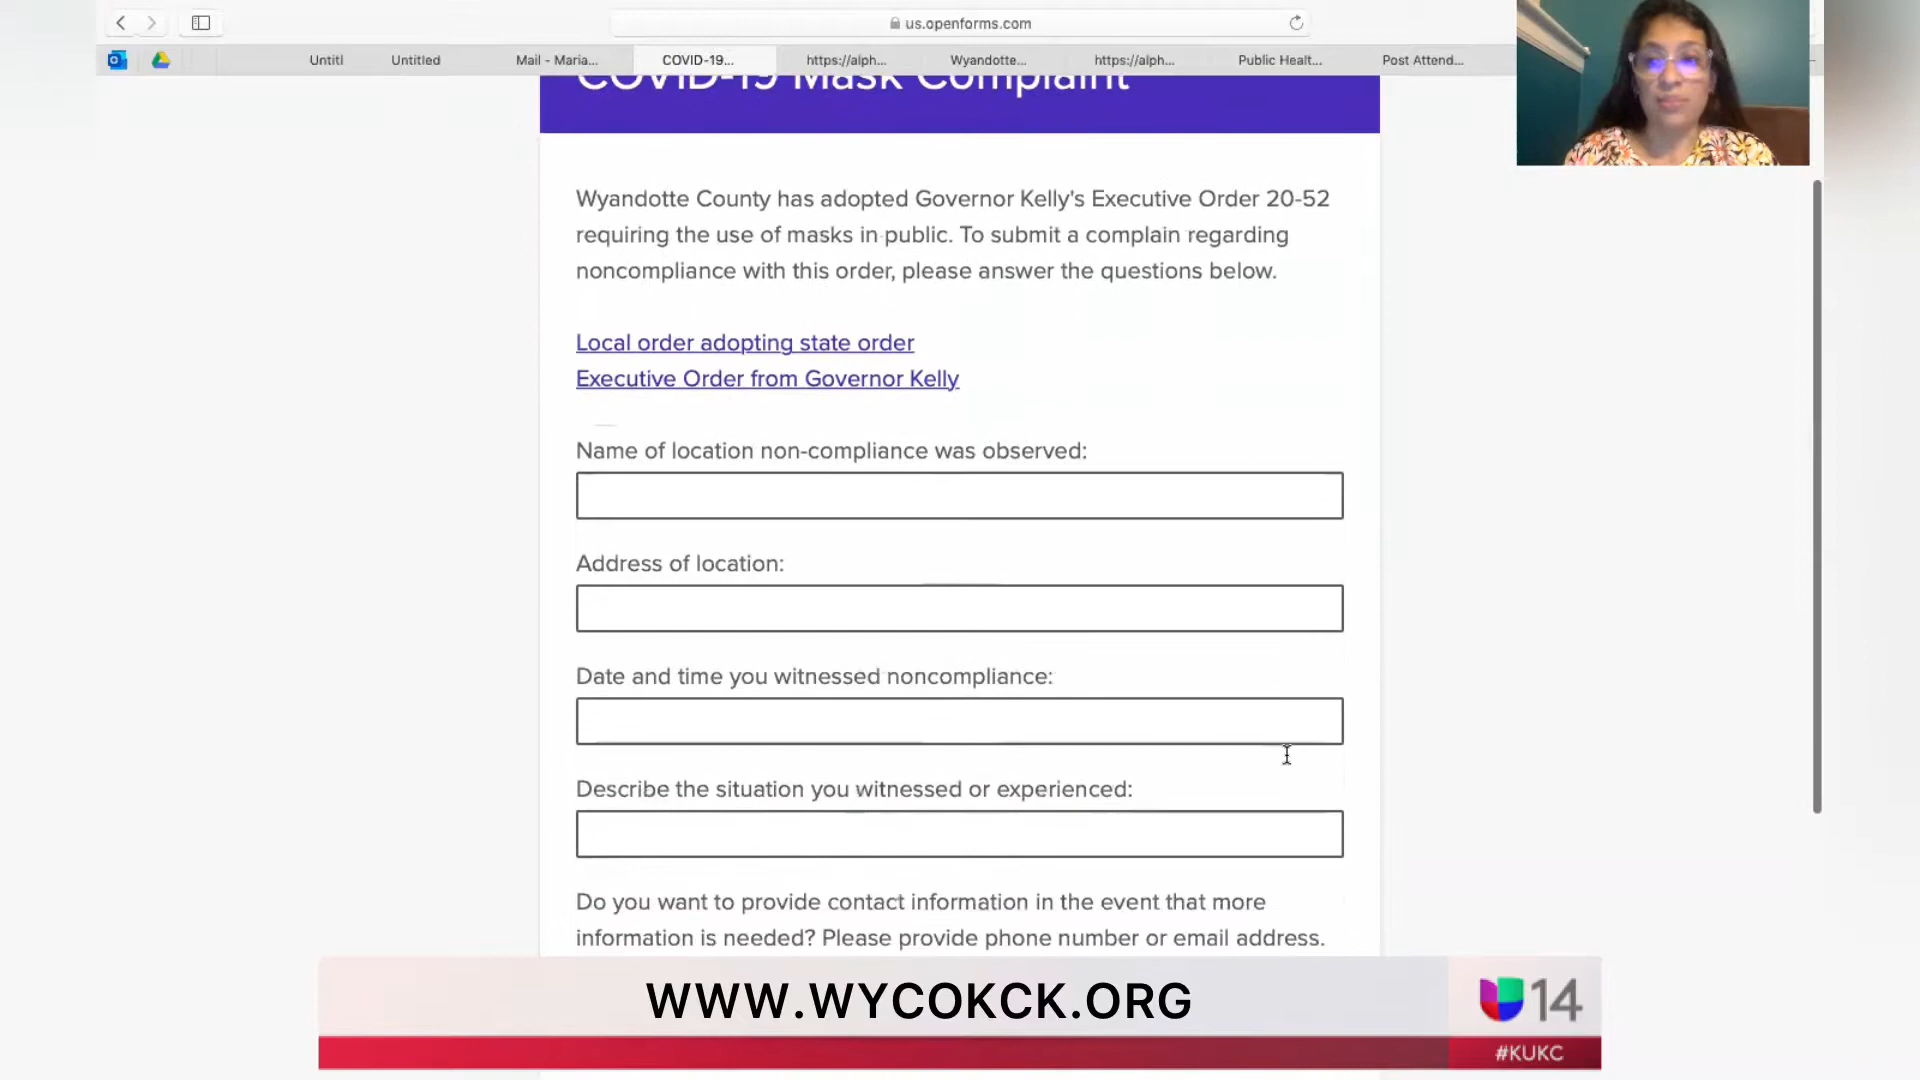 us.openforms.com
Untitl
Untitled
Mail - Maria...
COVID-19...
https://alph...
Wyandotte...
https://alph...
Public Healt...
Post Attend...
COVID-19 Mask Complaint
Wyandotte County has adopted Governor Kelly's Executive Order 20-52
requiring the use of masks in public. To submit a complain regarding
noncompliance with this order, please answer the questions below.
Local order adopting state order
Executive Order from Governor Kelly
Name of location non-compliance was observed:
Address of location:
Date and time you witnessed noncompliance:
Describe the situation you witnessed or experienced:
Do you want to provide contact information in the event that more
information is needed? Please provide phone number or email address.
WWW.WYCOKCK.ORG
14
#KUKC